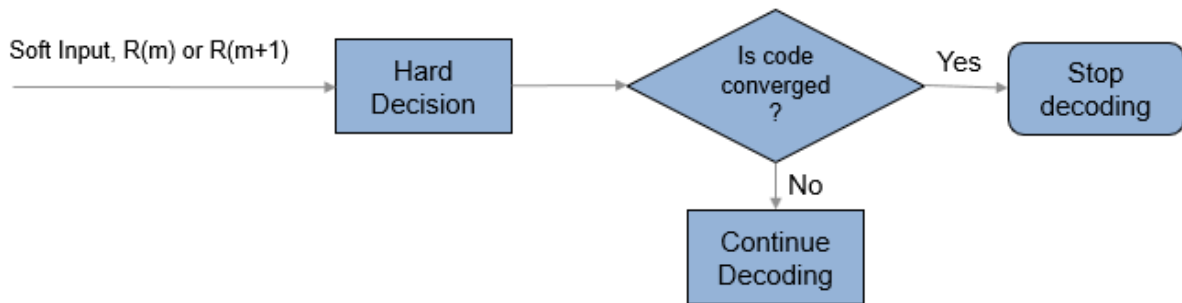 Soft Input, R(m) or R(m+1)
Hard
Decision
Is code
converged
?
Yes
Stop
decoding
No
Continue
Decoding